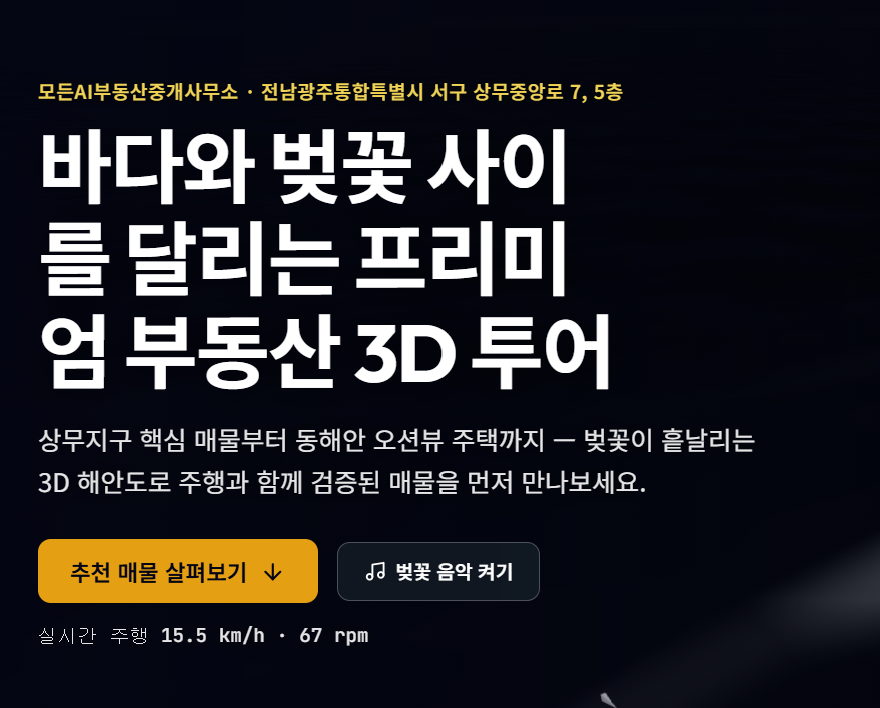 모든AI부동산중개사무소 · 전남광주통합특별시 서구 상무중앙로 7, 5층
바다와 벚꽃 사이
를 달리는 프리미
엄 부동산 3D 투어
상무지구 핵심 매물부터 동해안 오션뷰 주택까지 — 벚꽃이 흩날리는
3D 해안도로 주행과 함께 검증된 매물을 먼저 만나보세요.
추천 매물 살펴보기 ↓
벚꽃 음악 켜기
실시간 주행 15.5 km/h · 67 rpm